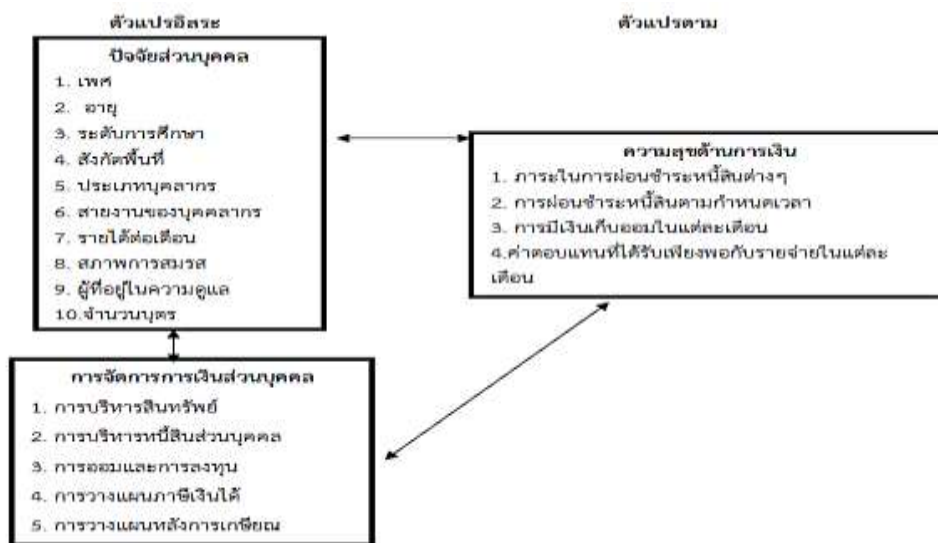 ตัวแปรอิสระ
ตัวแปรตาม
ปัจจัยส่วนบุคคล
1. เพศ
2. อายุ
3. ระดับการศึกษา
4. สังกัดพื้นที่
5. ประเภทบุคลากร
6. สายงานของบุคคลากร
7. รายได้ต่อเดือน
8. สภาพการสมรส
9. ผู้ที่อยู่ในความดูแล
10.จำนวนบุตร
ความสุขด้านการเงิน
1. ภาระในการผ่อนชำระหนี้สินต่างๆ
2. การผ่อนชำระหนี้สินตามกำหนดเวลา
3. การมีเงินเก็บออมในแต่ละเดือน
4.ค่าตอบแทนที่ได้รับเพียงพอกับรายจ่ายในแต่ละ
เดือน
การจัดการการเงินส่วนบุคคล
1. การบริหารสินทรัพย์
2. การบริหารหนี้สินส่วนบุคคล
3. การออมและการลงทุน
4. การวางแผนภาษีเงินได้
5. การวางแผนหลังการเกษียณ